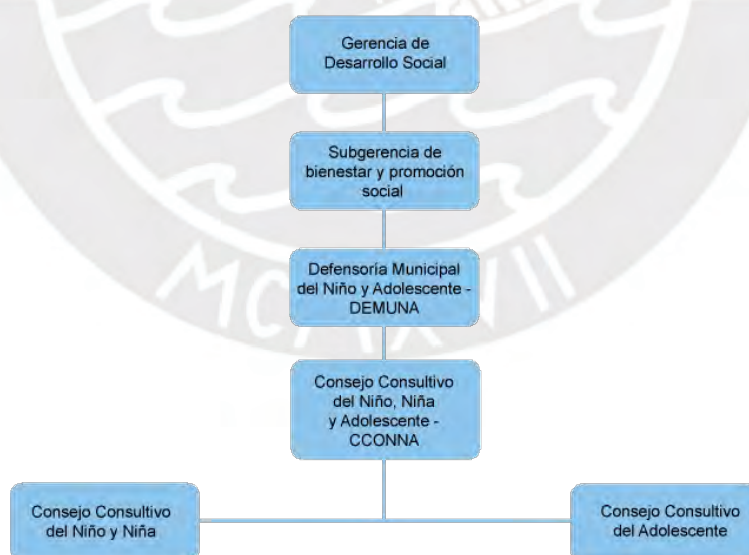 Gerencia de
Desarrollo Social
Subgerencia de
bienestar y promoción
social
MCMXVII
Defensoría Municipal
del Niño y Adolescente -
DEMUNA
Consejo Consultivo
del Niño, Niña
y Adolescente -
CCONNA
Consejo Consultivo
del Niño y Niña
Consejo Consultivo
del Adolescente